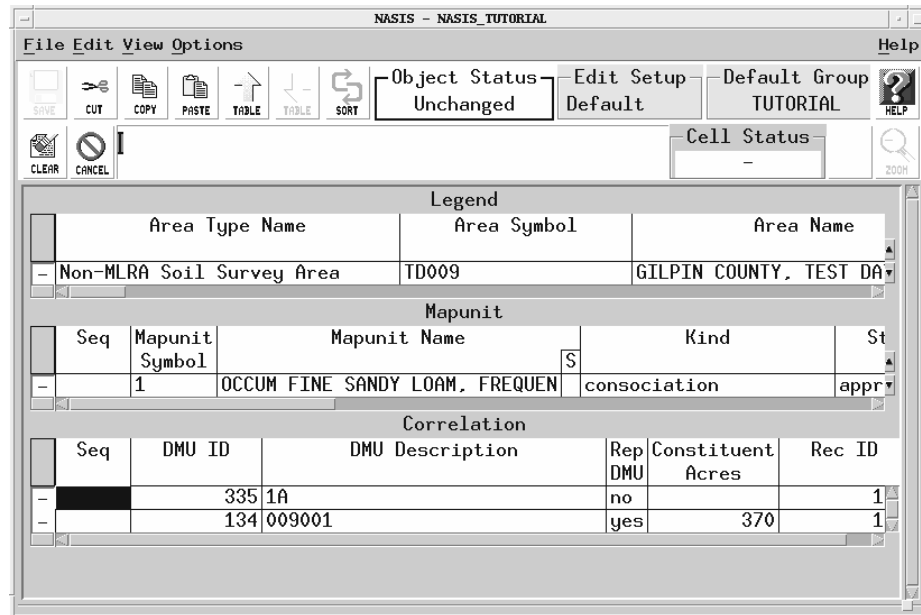 NASIS - NASIS_TUTORIAL
File Edit View Options Help
SAVE CUT COPY PASTE TABLE TABLE SORT Object Status Unchanged Edit Setup Default Default Group TUTORIAL HELP
CLEAR CANCEL Cell Status - ZOOM
Legend
Area Type Name Area Symbol Area Name
- Non-MLRA Soil Survey Area TD009 GILPIN COUNTY, TEST DA
Mapunit
Seq Mapunit Symbol Mapunit Name S Kind St
- 1 OCCUM FINE SANDY LOAM, FREQUEN consociation appr
Correlation
Seq DMU ID DMU Description Rep DMU Constituent Acres Rec ID
- 335 1A no 1
- 134 009001 yes 370 1